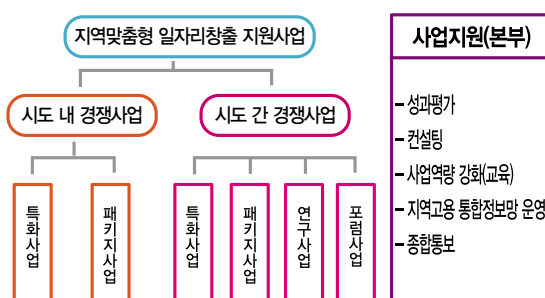 지역맞춤형 일자리창출 지원사업
시도 내 경쟁사업
시도 간 경쟁사업
특화사업
패키지사업
특화사업
패키지사업
연구사업
포럼사업
사업지원(본부)
- 성과평가
- 컨설팅
- 사업역량 강화(교육)
- 지역고용 통합정보망 운영
- 종합통보